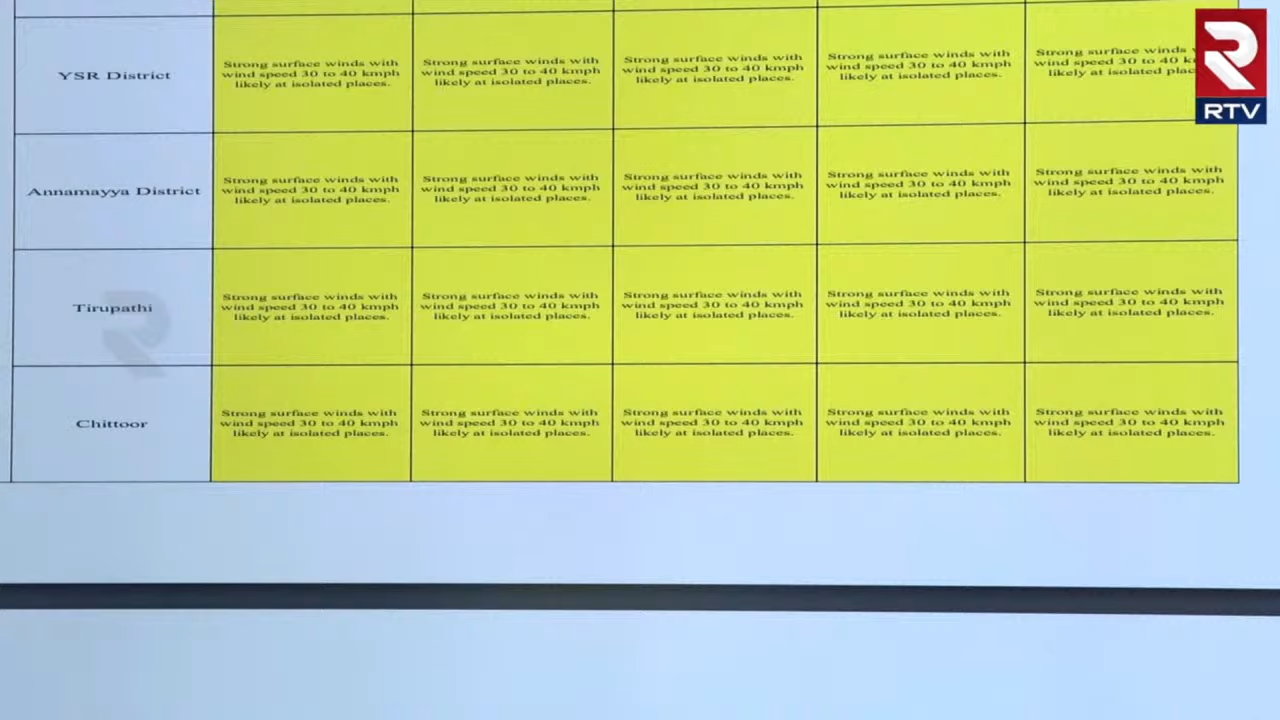 YSR District
Strong surface winds with
wind speed 30 to 40 kmph
likely at isolated places.
Strong surface winds with
wind speed 30 to 40 kmph
likely at isolated places.
Strong surface winds with
wind speed 30 to 40 kmph
likely at isolated places.
Strong surface winds with
wind speed 30 to 40 kmph
likely at isolated places.
Strong surface winds
wind speed 30 to 40
likely at isolated
RTV
Annamayya District
Strong surface winds with
wind speed 30 to 40 kmph
likely at isolated places.
Strong surface winds with
wind speed 30 to 40 kmph
likely at isolated places.
Strong surface winds with
wind speed 30 to 40 kmph
likely at isolated places.
Strong surface winds with
wind speed 30 to 40 kmph
likely at isolated places.
Strong surface winds with
wind speed 30 to 40 kmph
likely at isolated places.
Tirupathi
Strong surface winds with
wind speed 30 to 40 kmph
likely at isolated places.
Strong surface winds with
wind speed 30 to 40 kmph
likely at isolated places.
Strong surface winds with
wind speed 30 to 40 kmph
likely at isolated places.
Strong surface winds with
wind speed 30 to 40 kmph
likely at isolated places.
Strong surface winds with
wind speed 30 to 40 kmph
likely at isolated places.
Chittoor
Strong surface winds with
wind speed 30 to 40 kmph
likely at isolated places.
Strong surface winds with
wind speed 30 to 40 kmph
likely at isolated places.
Strong surface winds with
wind speed 30 to 40 kmph
likely at isolated places.
Strong surface winds with
wind speed 30 to 40 kmph
likely at isolated places.
Strong surface winds with
wind speed 30 to 40 kmph
likely at isolated places.